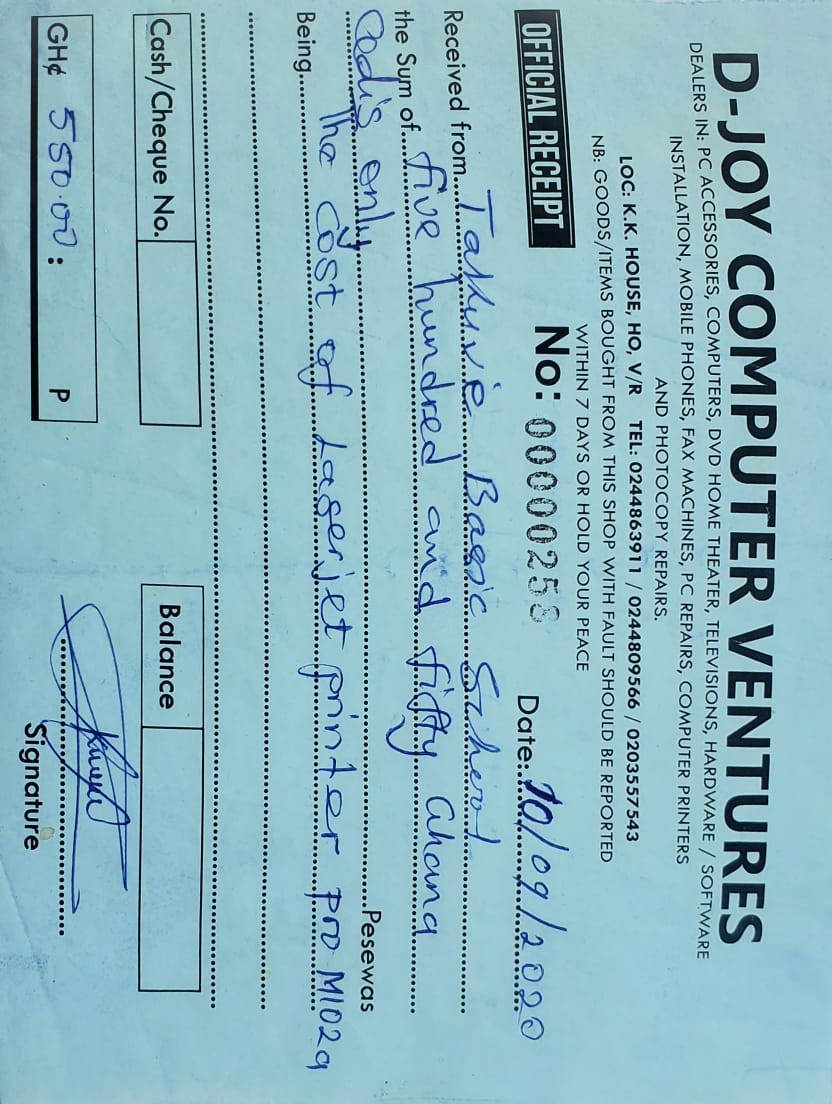 D-JOY COMPUTER VENTURES
DEALERS IN: PC ACCESSORIES, COMPUTERS, DVD HOME THEATER, TELEVISIONS, HARDWARE / SOFTWARE
INSTALLATION, MOBILE PHONES, FAX MACHINES, PC REPAIRS, COMPUTER PRINTERS
AND PHOTOCOPY REPAIRS.
LOC: K.K. HOUSE, HO, V/R TEL: 0244863911 / 0244809566 / 0203557543
NB: GOODS/ITEMS BOUGHT FROM THIS SHOP WITH FAULT SHOULD BE REPORTED
WITHIN 7 DAYS OR HOLD YOUR PEACE
OFFICIAL RECEIPT No: 00000258 Date: 10/09/2020
Received from Basic School
the Sum of five hundred and fifty Ghana
Cedis only Pesewas
Being The cost of Laserjet printer pro M102a
Cash/Cheque No. Balance
GH¢ 550.00: P
Signature